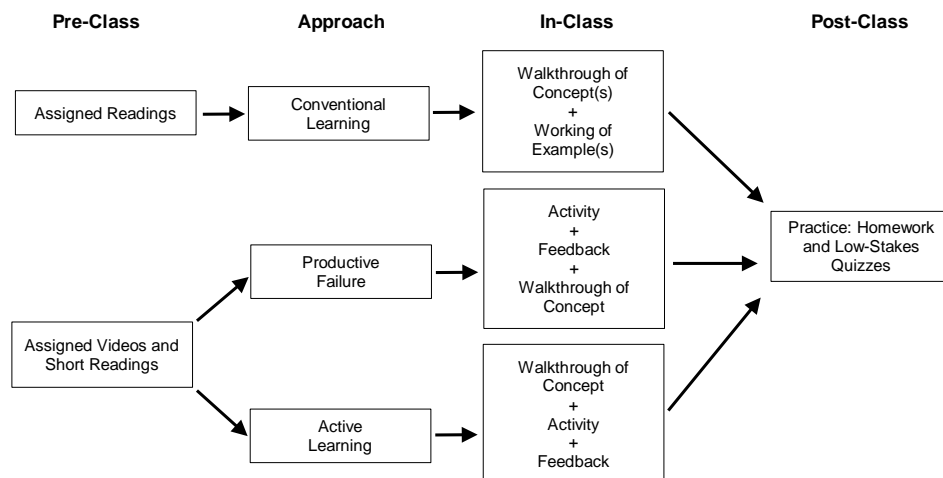 Pre-Class
Approach
In-Class
Post-Class
Assigned Readings
Conventional
Learning
Walkthrough of
Concept(s)
+
Working of
Example(s)
Productive
Failure
Activity
+
Feedback
+
Walkthrough of
Concept
Practice: Homework
and Low-Stakes
Quizzes
Assigned Videos and
Short Readings
Active
Learning
Walkthrough of
Concept
+
Activity
+
Feedback